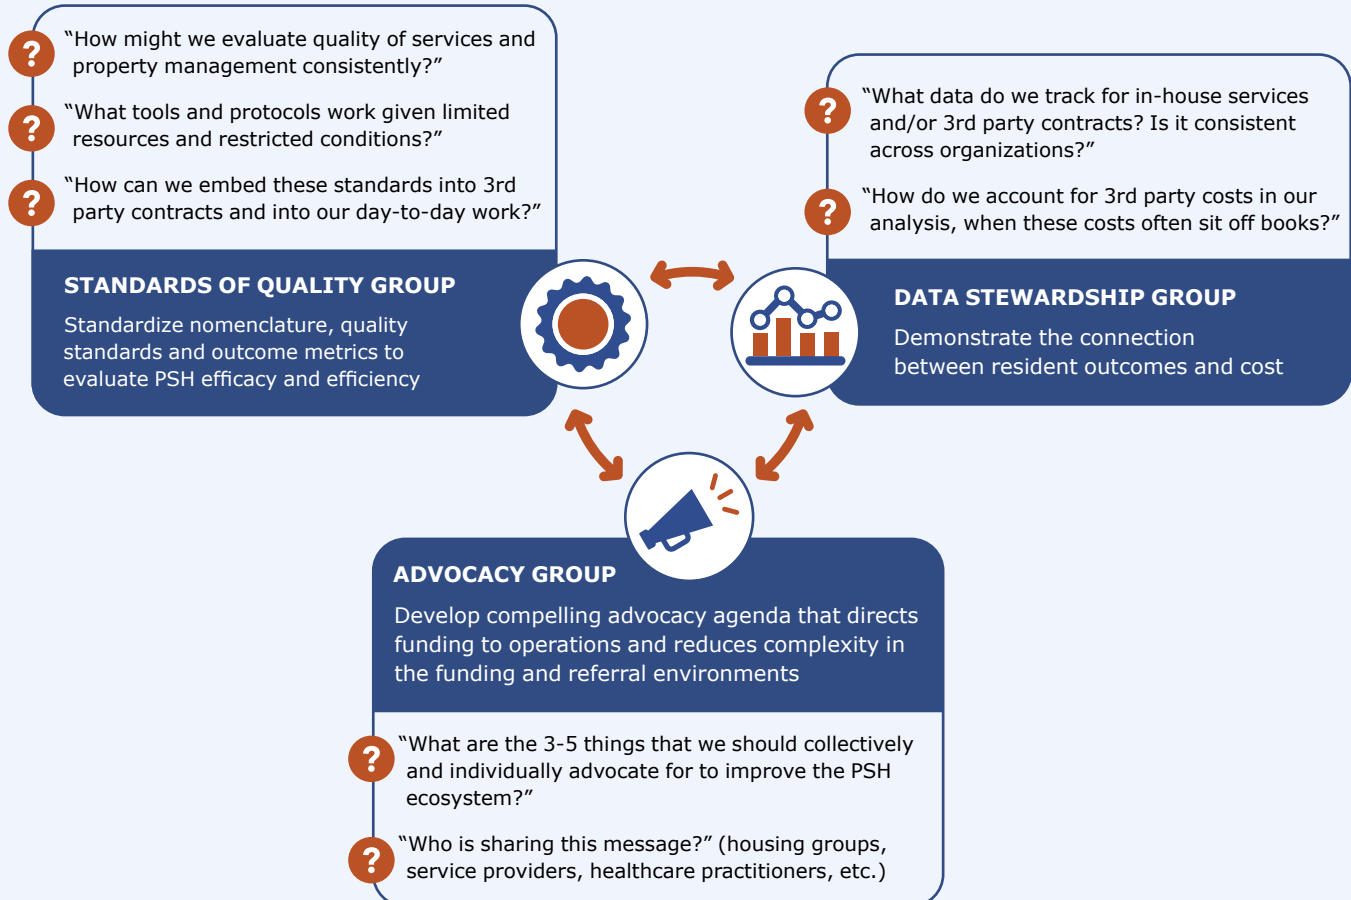 “How might we evaluate quality of services and
property management consistently?”
“What tools and protocols work given limited
resources and restricted conditions?”
“How can we embed these standards into 3rd
party contracts and into our day-to-day work?”
STANDARDS OF QUALITY GROUP
Standardize nomenclature, quality
standards and outcome metrics to
evaluate PSH efficacy and efficiency
“What data do we track for in-house services
and/or 3rd party contracts? Is it consistent
across organizations?”
“How do we account for 3rd party costs in our
analysis, when these costs often sit off books?”
DATA STEWARDSHIP GROUP
Demonstrate the connection
between resident outcomes and cost
ADVOCACY GROUP
Develop compelling advocacy agenda that directs
funding to operations and reduces complexity in
the funding and referral environments
“What are the 3-5 things that we should collectively
and individually advocate for to improve the PSH
ecosystem?”
“Who is sharing this message?” (housing groups,
service providers, healthcare practitioners, etc.)